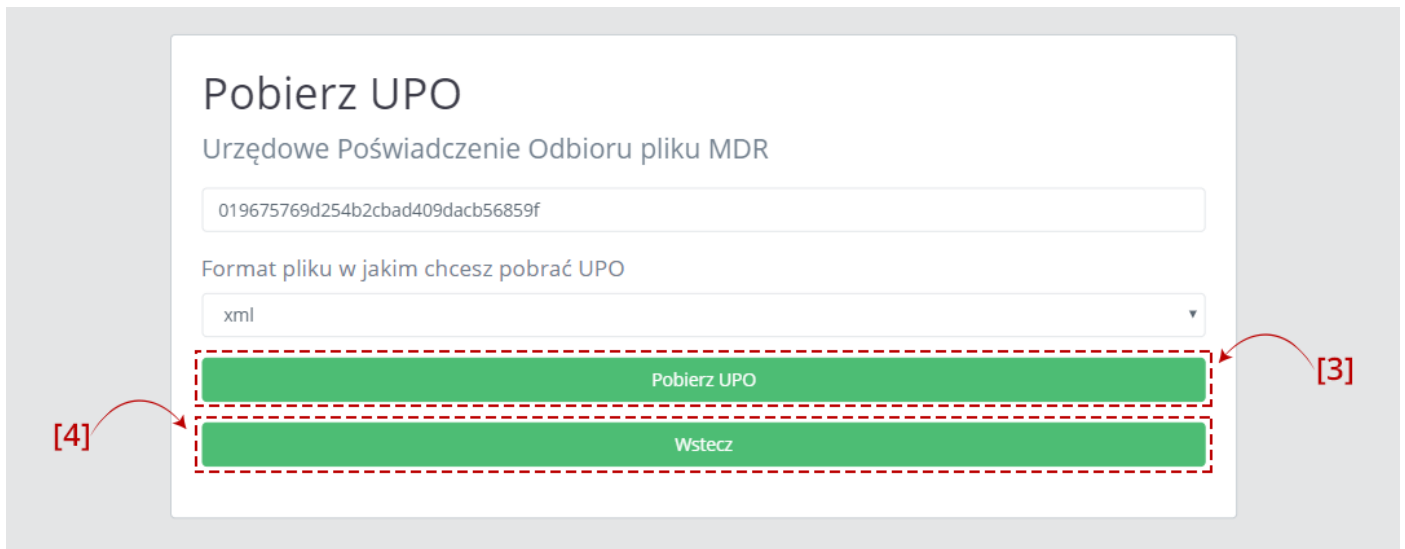 Pobierz UPO
Urzędowe Poświadczenie Odbioru pliku MDR
019675769d254b2cbad409dacb56859f
Format pliku w jakim chcesz pobrać UPO
xml
Pobierz UPO
[3]
Wstecz
[4]